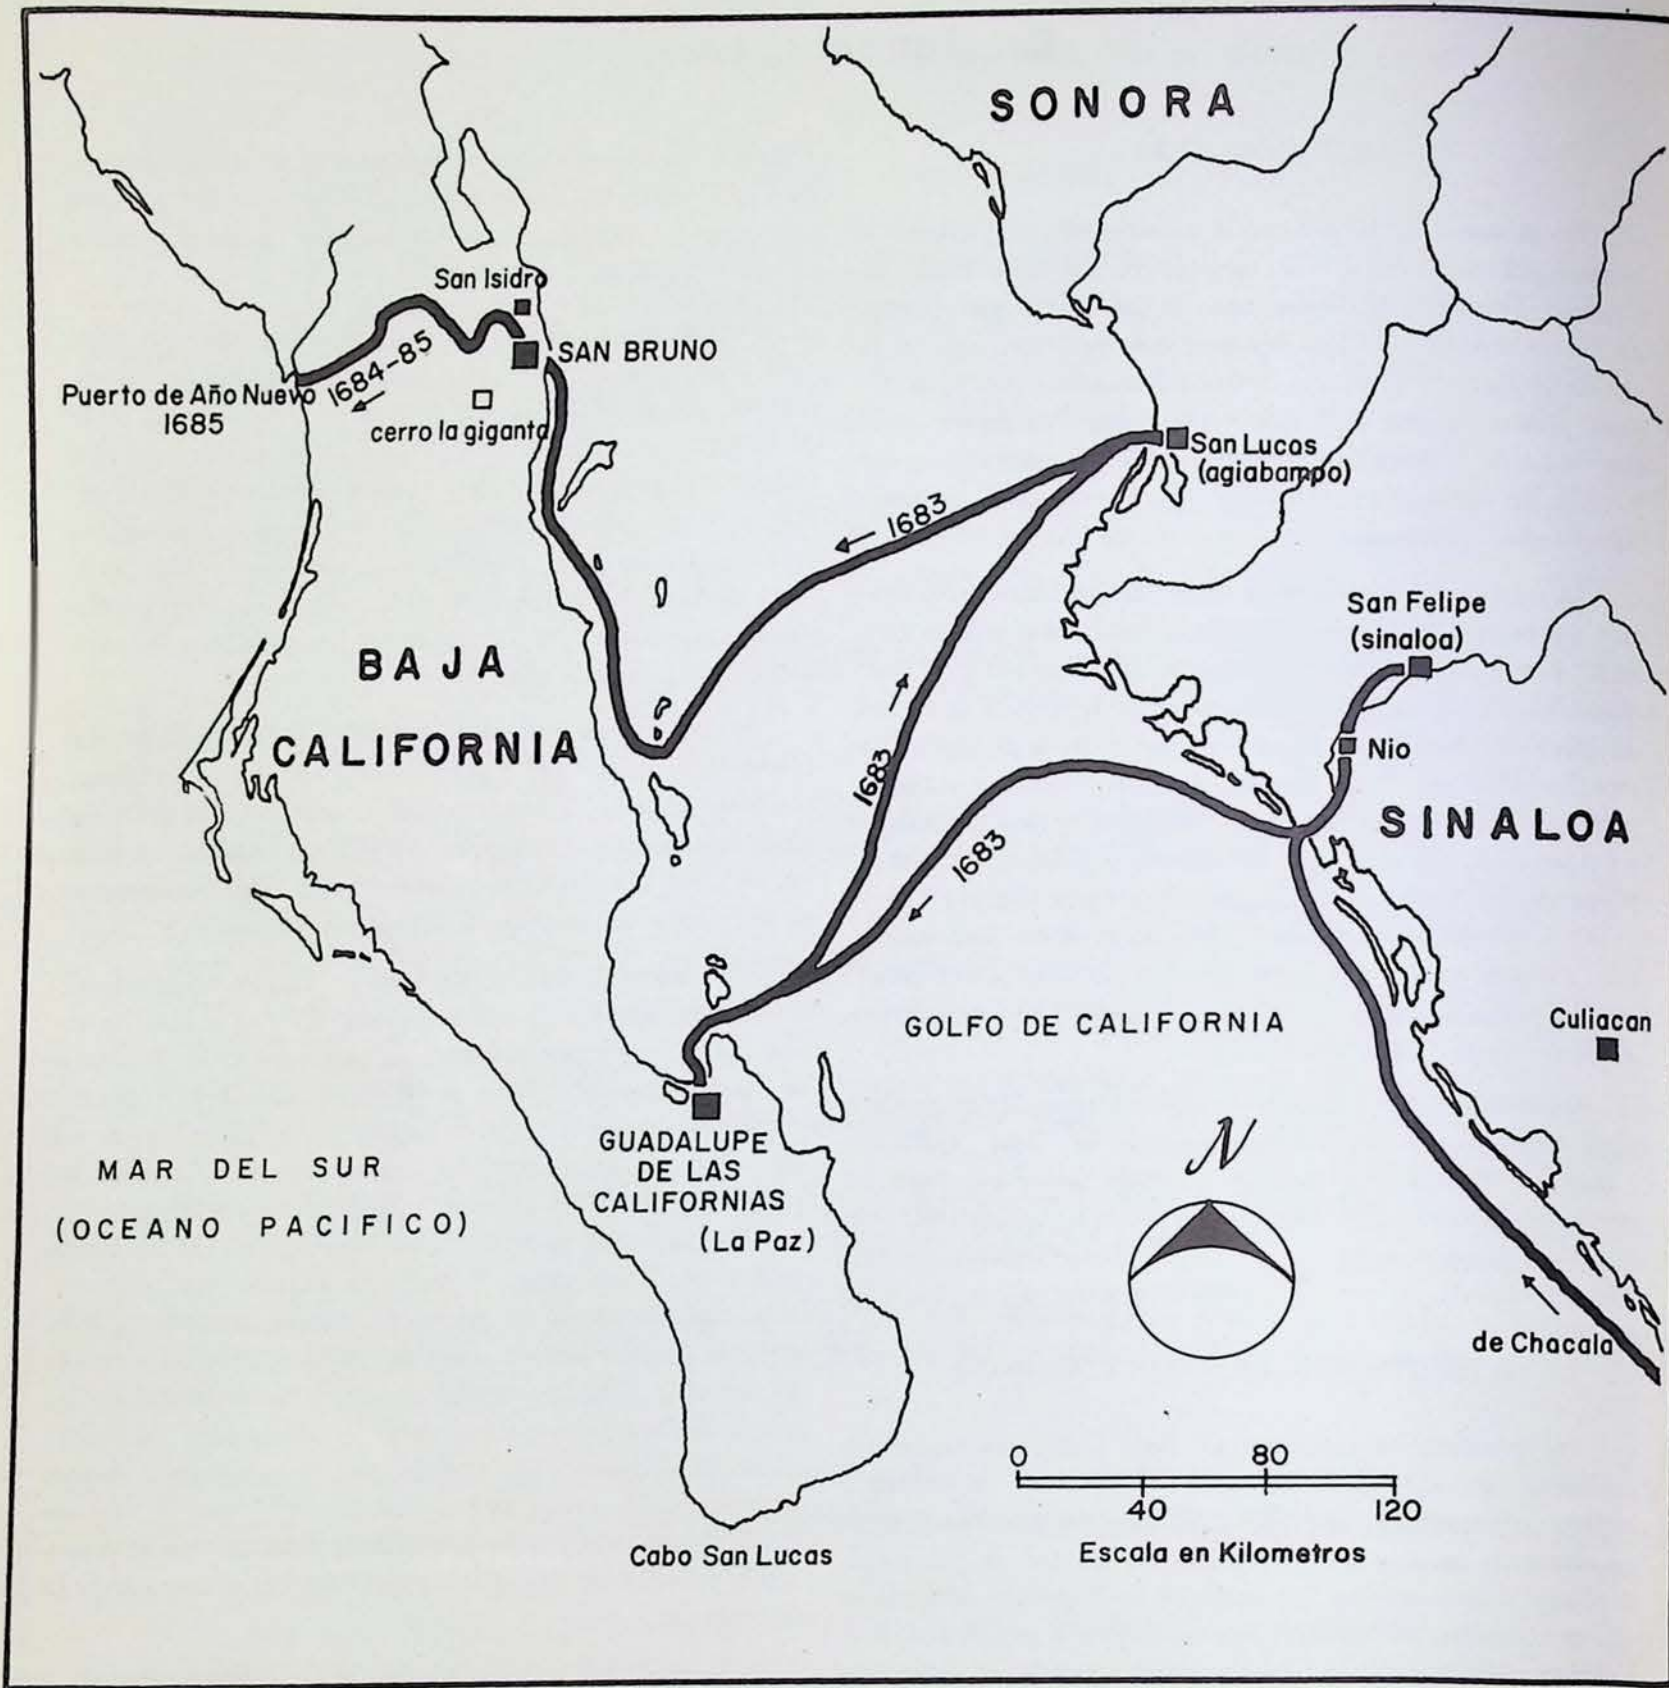 SONORA
San Isidro
SAN BRUNO
1684-85
Puerto de Año Nuevo
1685
cerro la giganta
San Lucas
(agiabampo)
1683
San Felipe
(sinaloa)
BAJA
CALIFORNIA
Nio
1683
SINALOA
1683
GOLFO DE CALIFORNIA
Culiacan
GUADALUPE
DE LAS
CALIFORNIAS
(La Paz)
MAR DEL SUR
(OCEANO PACIFICO)
N
de Chacala
0 80
40 120
Escala en Kilometros
Cabo San Lucas